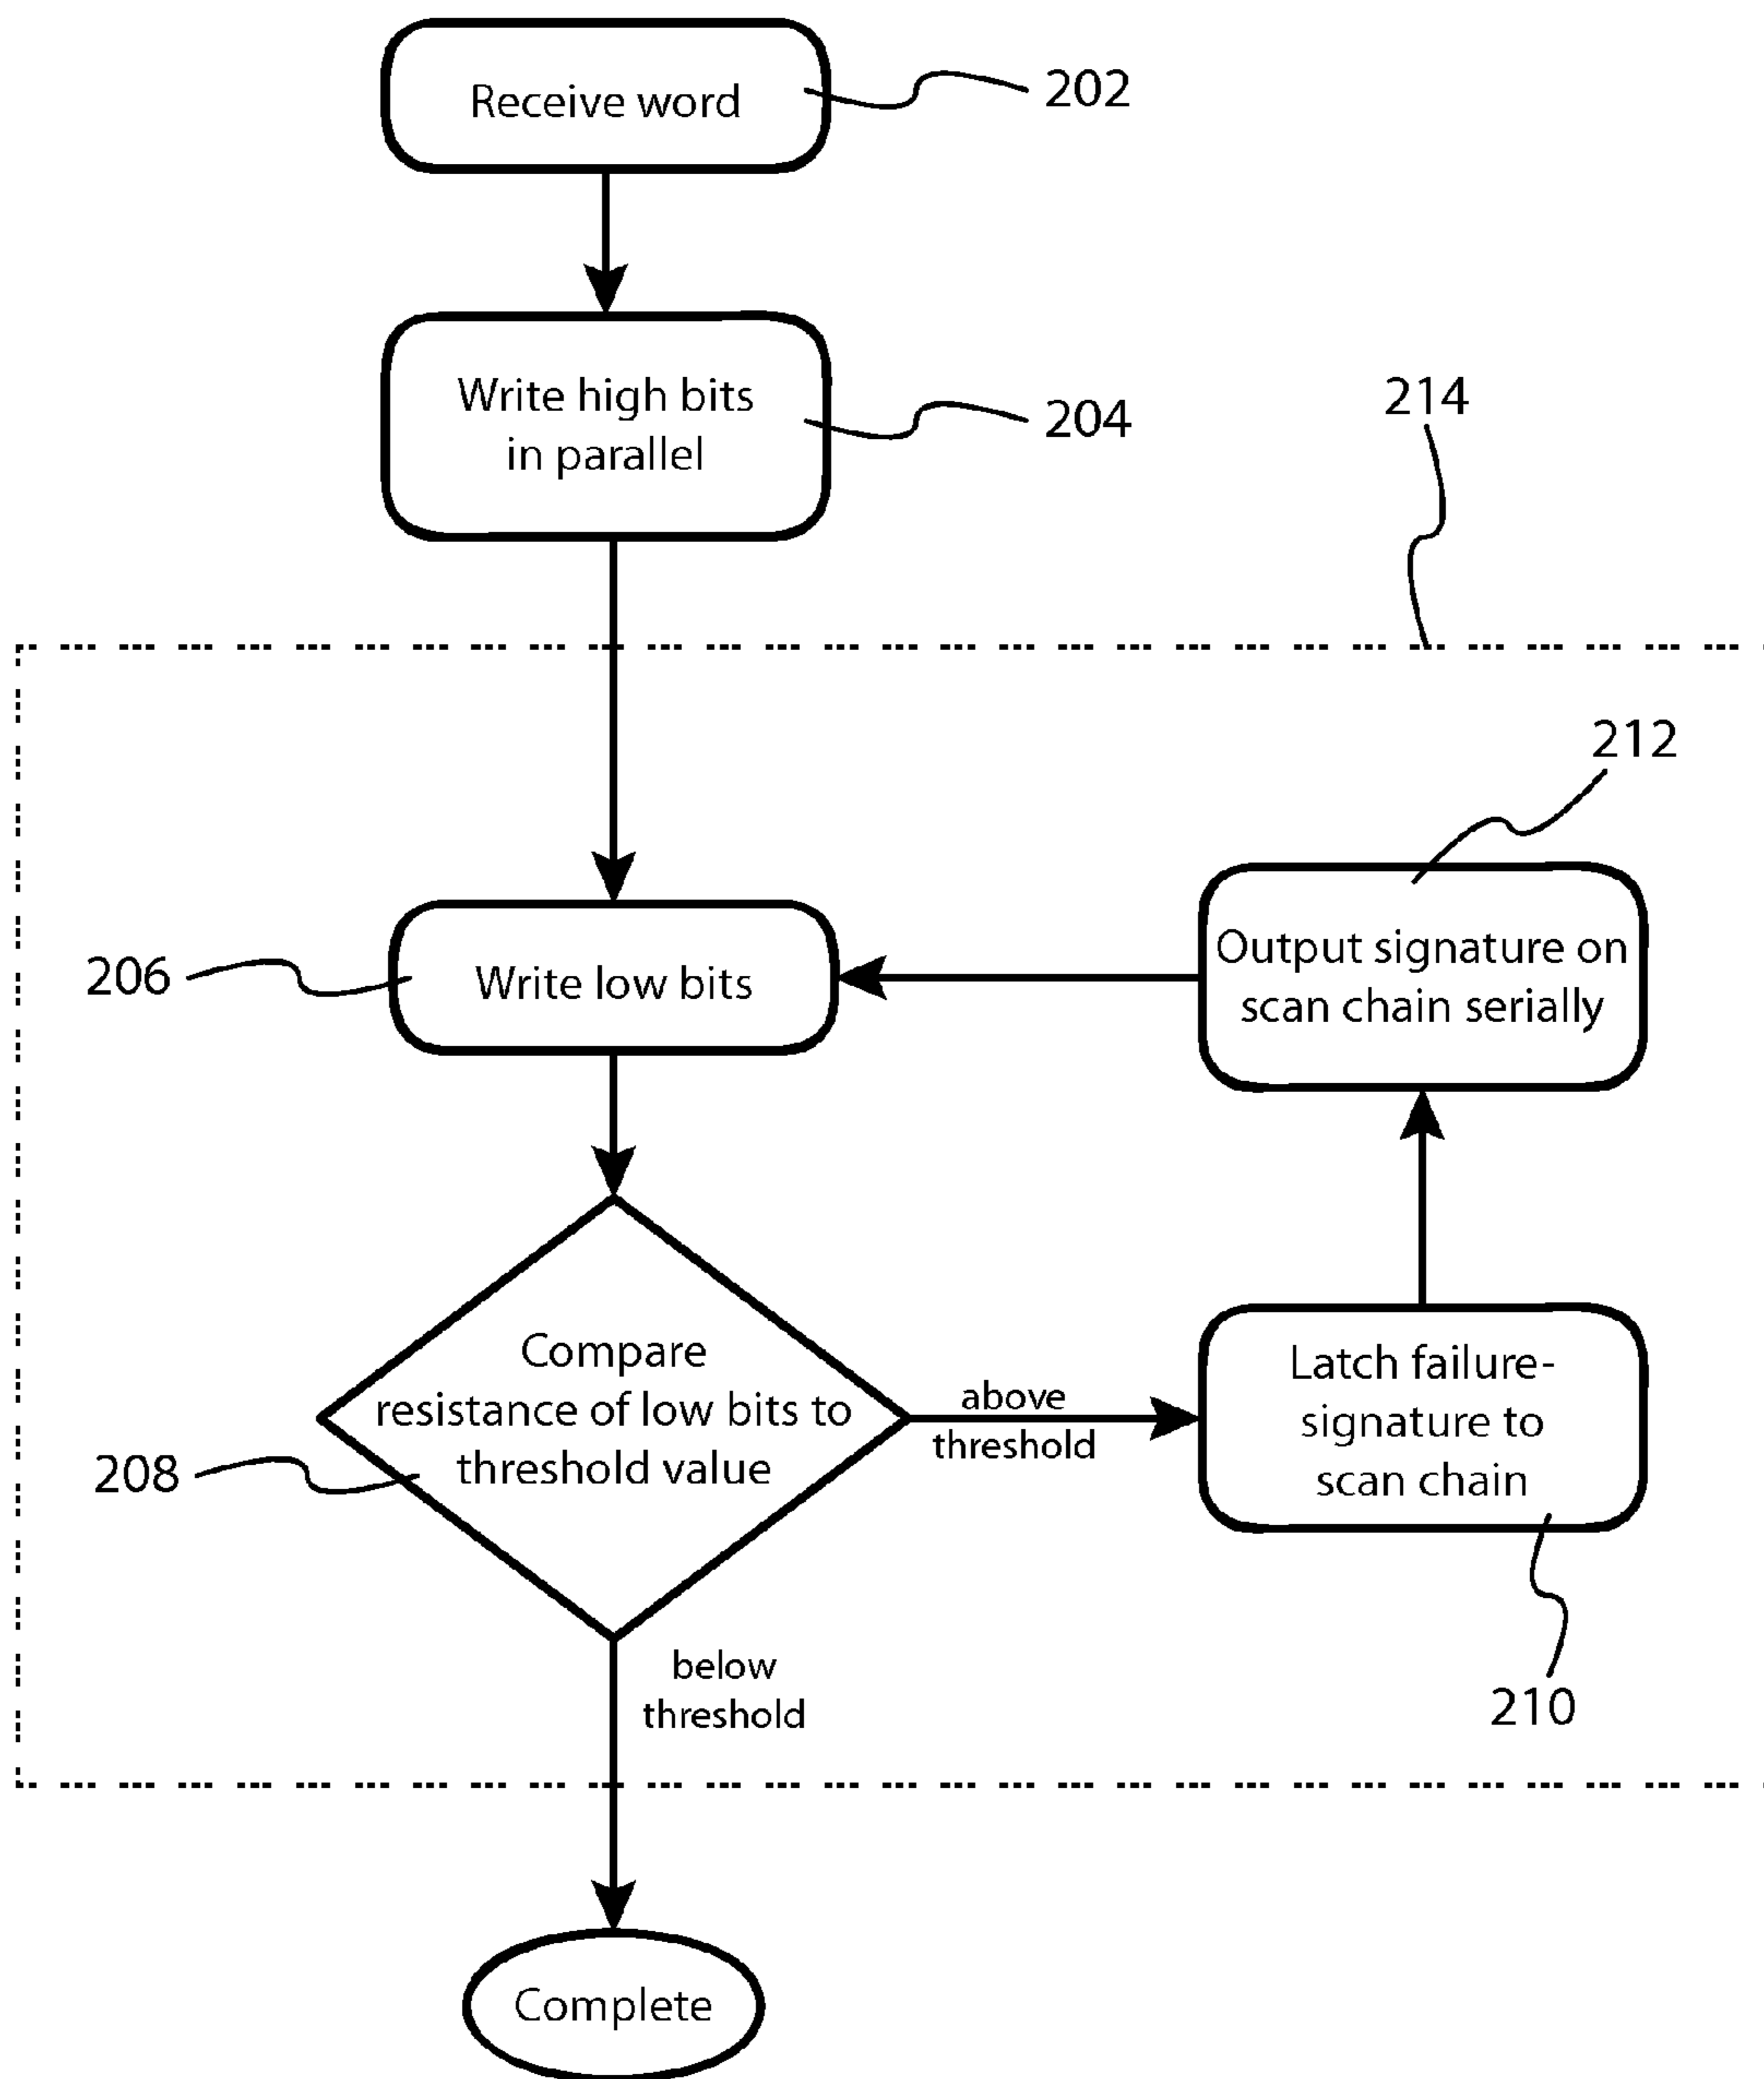 Receive word
202
Write high bits
in parallel
204
214
212
Output signature on
scan chain serially
206
Write low bits
Compare
resistance of low bits to
threshold value
208
above
threshold
Latch failure-
signature to
scan chain
210
below
threshold
Complete